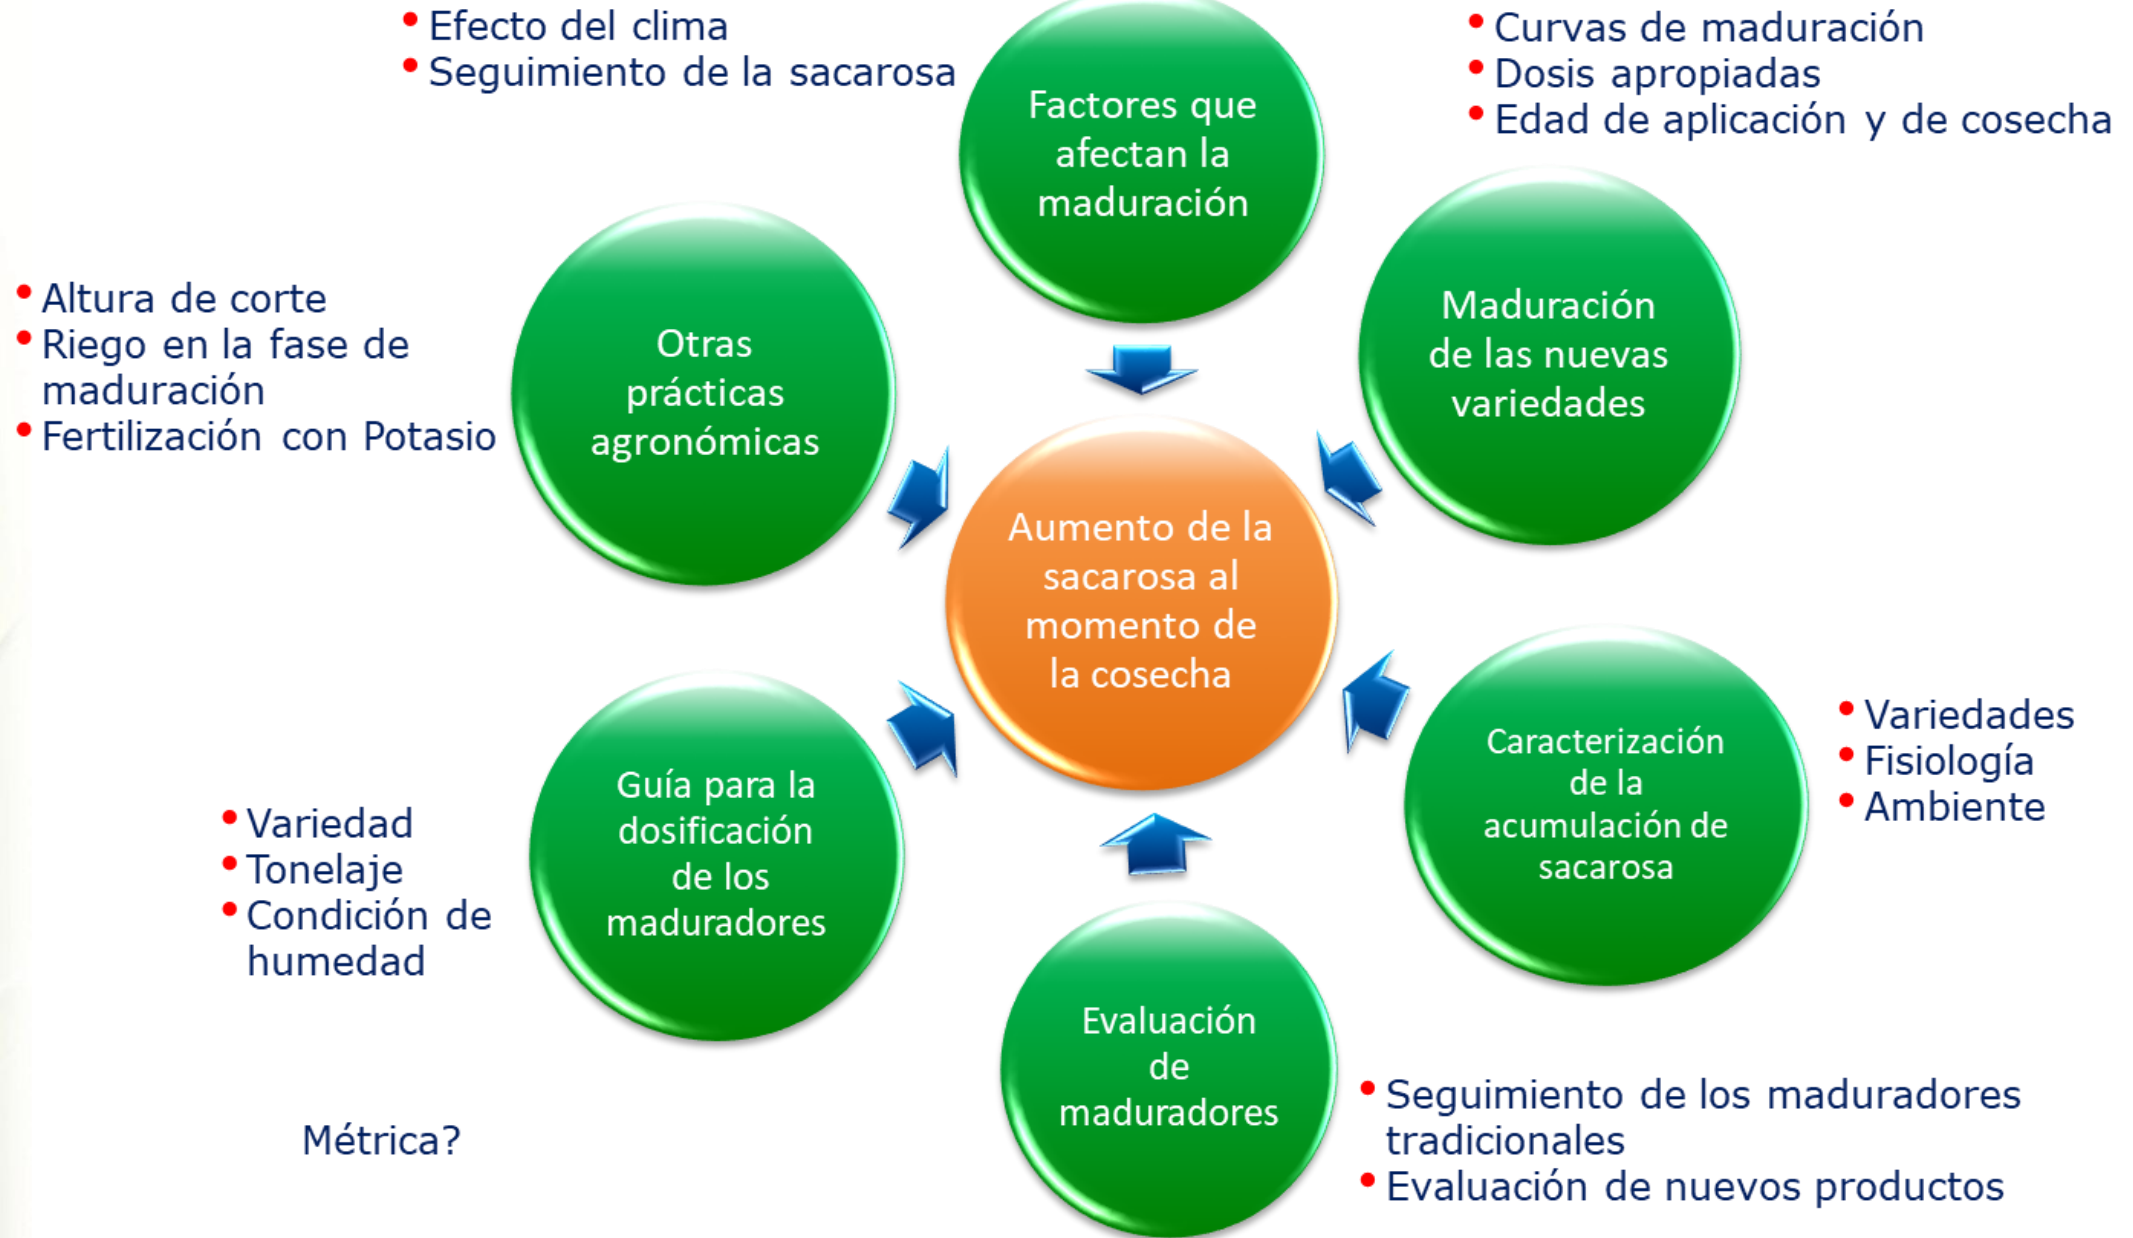 • Efecto del clima
• Seguimiento de la sacarosa
Factores que
afectan la
maduración
• Curvas de maduración
• Dosis apropiadas
• Edad de aplicación y de cosecha
Maduración
de las nuevas
variedades
• Altura de corte
• Riego en la fase de
maduración
• Fertilización con Potasio
Otras
prácticas
agronómicas
Aumento de la
sacarosa al
momento de
la cosecha
Caracterización
de la
acumulación de
sacarosa
• Variedades
• Fisiología
• Ambiente
• Variedad
• Tonelaje
• Condición de
humedad
Guía para la
dosificación
de los
maduradores
Evaluación
de
maduradores
• Seguimiento de los maduradores
tradicionales
• Evaluación de nuevos productos
Métrica?